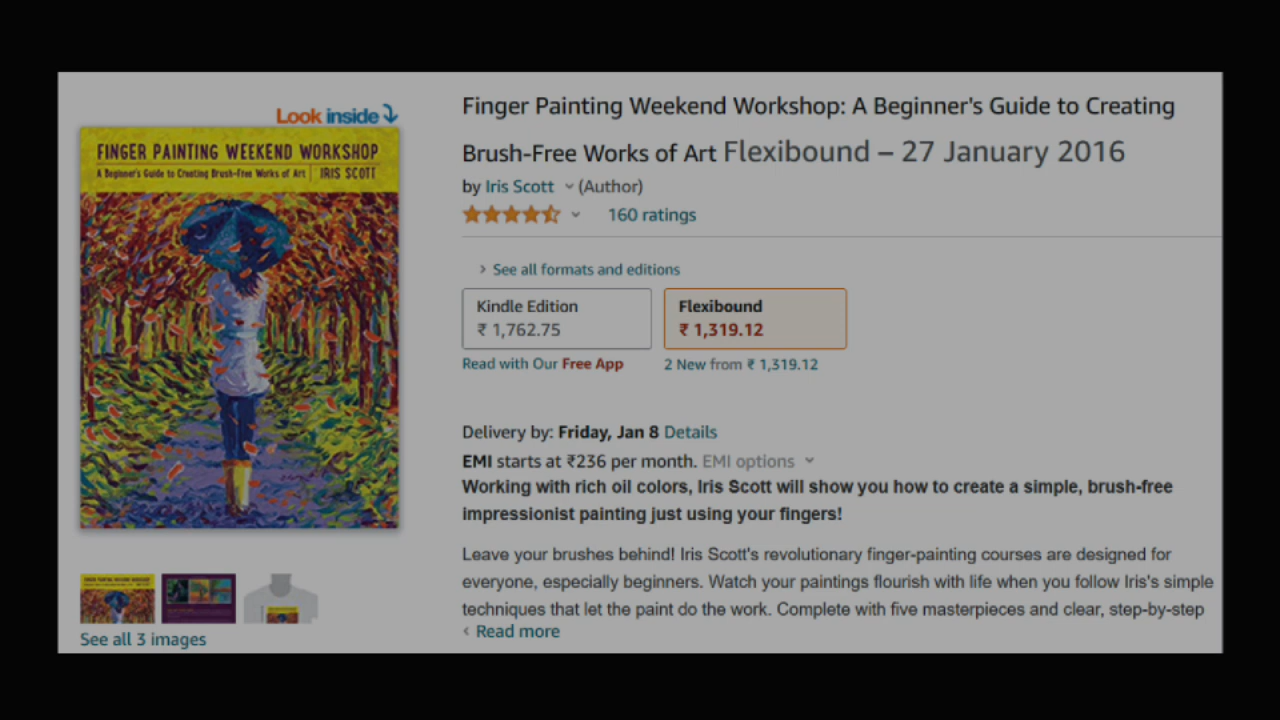 Look inside
FINGER PAINTING WEEKEND WORKSHOP
A Beginner's Guide to Creating Brush-Free Works of Art | IRIS SCOTT
FINGER PAINTING WEEKEND WORKSHOP
See all 3 images
Finger Painting Weekend Workshop: A Beginner's Guide to Creating
Brush-Free Works of Art Flexibound – 27 January 2016
by Iris Scott (Author)
160 ratings
See all formats and editions
Kindle Edition
₹ 1,762.75
Flexibound
₹ 1,319.12
Read with Our Free App
2 New from ₹ 1,319.12
Delivery by: Friday, Jan 8 Details
EMI starts at ₹236 per month. EMI options
Working with rich oil colors, Iris Scott will show you how to create a simple, brush-free
impressionist painting just using your fingers!
Leave your brushes behind! Iris Scott's revolutionary finger-painting courses are designed for
everyone, especially beginners. Watch your paintings flourish with life when you follow Iris's simple
techniques that let the paint do the work. Complete with five masterpieces and clear, step-by-step
Read more